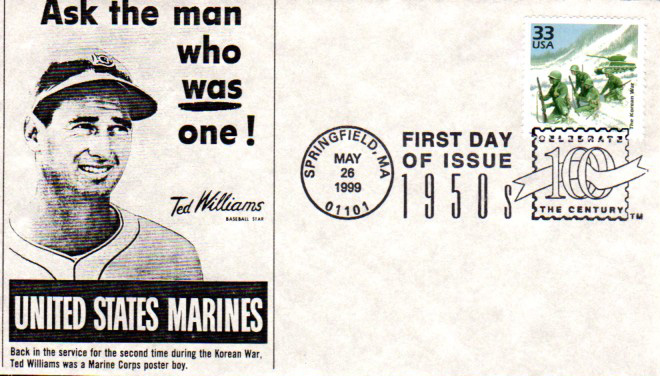 Ask the man
who
was
one!
Ted Williams
BASEBALL STAR
UNITED STATES MARINES
Back in the service for the second time during the Korean War,
Ted Williams was a Marine Corps poster boy.
SPRINGFIELD, MA
MAY
26
1999
01101
FIRST DAY
OF ISSUE
1950s
33
USA
The Korean War
CELEBRATE
100
THE CENTURY
TM